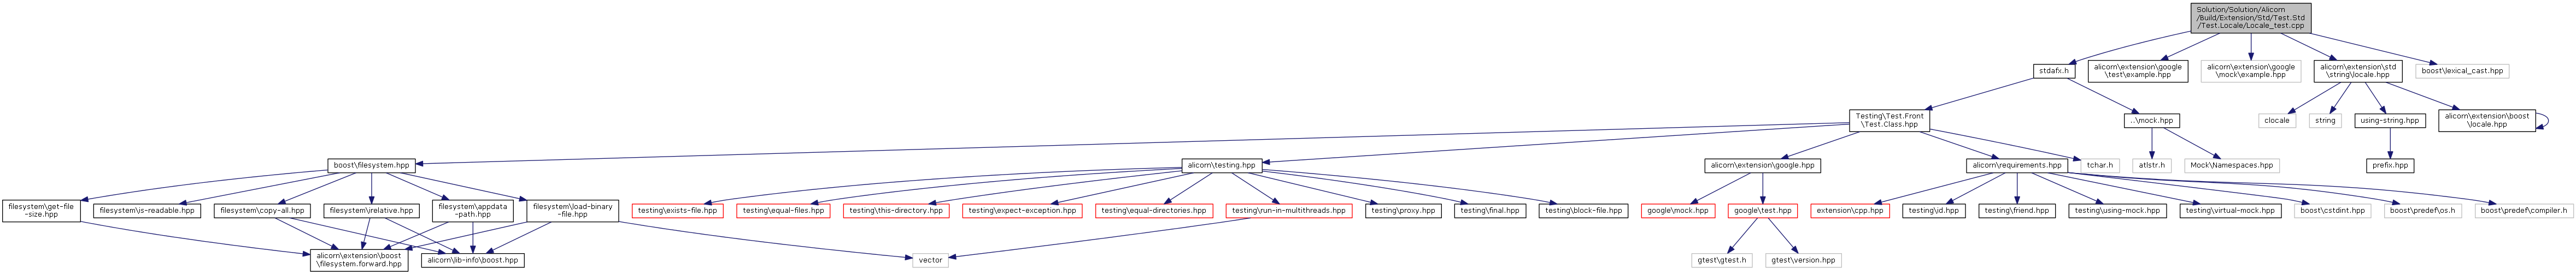 Solution/Solution/Alicorn
/Build/Extension/Std/Test.Std
/Test.Locale/Locale_test.cpp
stdafx.h
alicorn\extension\google
\test\example.hpp
alicorn\extension\google
\mock\example.hpp
alicorn\extension\std
\string\locale.hpp
boost\lexical_cast.hpp
Testing\Test.Front
\Test.Class.hpp
..\mock.hpp
clocale
string
using-string.hpp
alicorn\extension\boost
\locale.hpp
boost\filesystem.hpp
alicorn\testing.hpp
alicorn\extension\google.hpp
alicorn\requirements.hpp
tchar.h
atlstr.h
Mock\Namespaces.hpp
prefix.hpp
filesystem\get-file
-size.hpp
filesystem\is-readable.hpp
filesystem\copy-all.hpp
filesystem\relative.hpp
filesystem\appdata
-path.hpp
filesystem\load-binary
-file.hpp
testing\exists-file.hpp
testing\equal-files.hpp
testing\this-directory.hpp
testing\expect-exception.hpp
testing\equal-directories.hpp
testing\run-in-multithreads.hpp
testing\proxy.hpp
testing\final.hpp
testing\block-file.hpp
google\mock.hpp
google\test.hpp
extension\cpp.hpp
testing\id.hpp
testing\friend.hpp
testing\using-mock.hpp
testing\virtual-mock.hpp
boost\cstdint.hpp
boost\predef\os.h
boost\predef\compiler.h
alicorn\extension\boost
\filesystem.forward.hpp
alicorn\lib-info\boost.hpp
vector
gtest\gtest.h
gtest\version.hpp